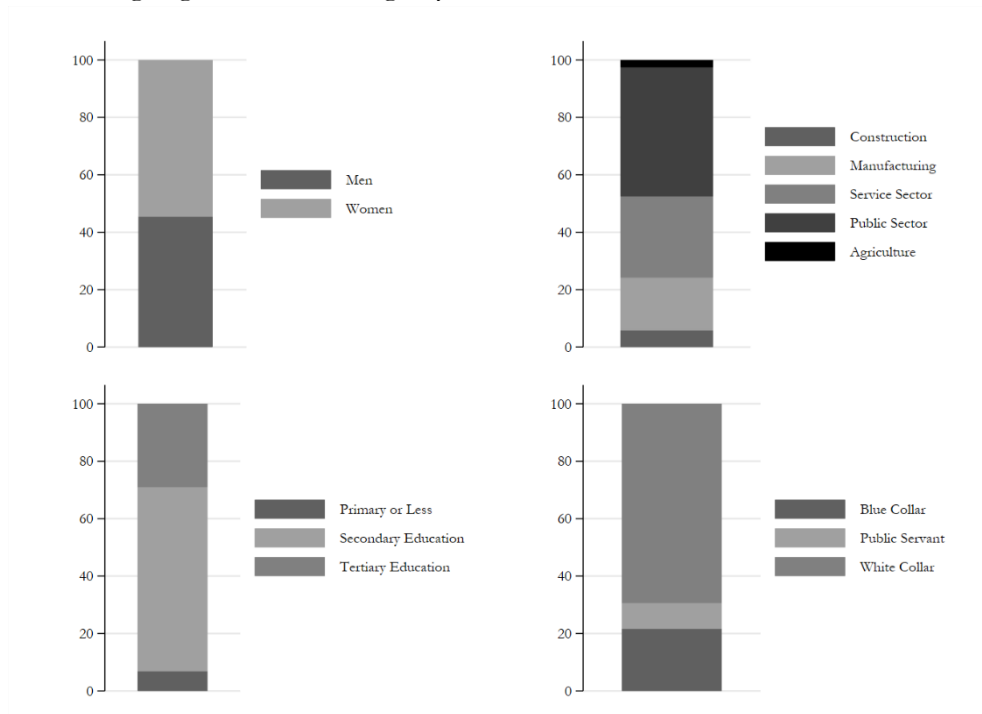 100
80
60
40
20
0
Men
Women
100
80
60
40
20
0
Construction
Manufacturing
Service Sector
Public Sector
Agriculture
100
80
60
40
20
0
Primary or Less
Secondary Education
Tertiary Education
100
80
60
40
20
0
Blue Collar
Public Servant
White Collar